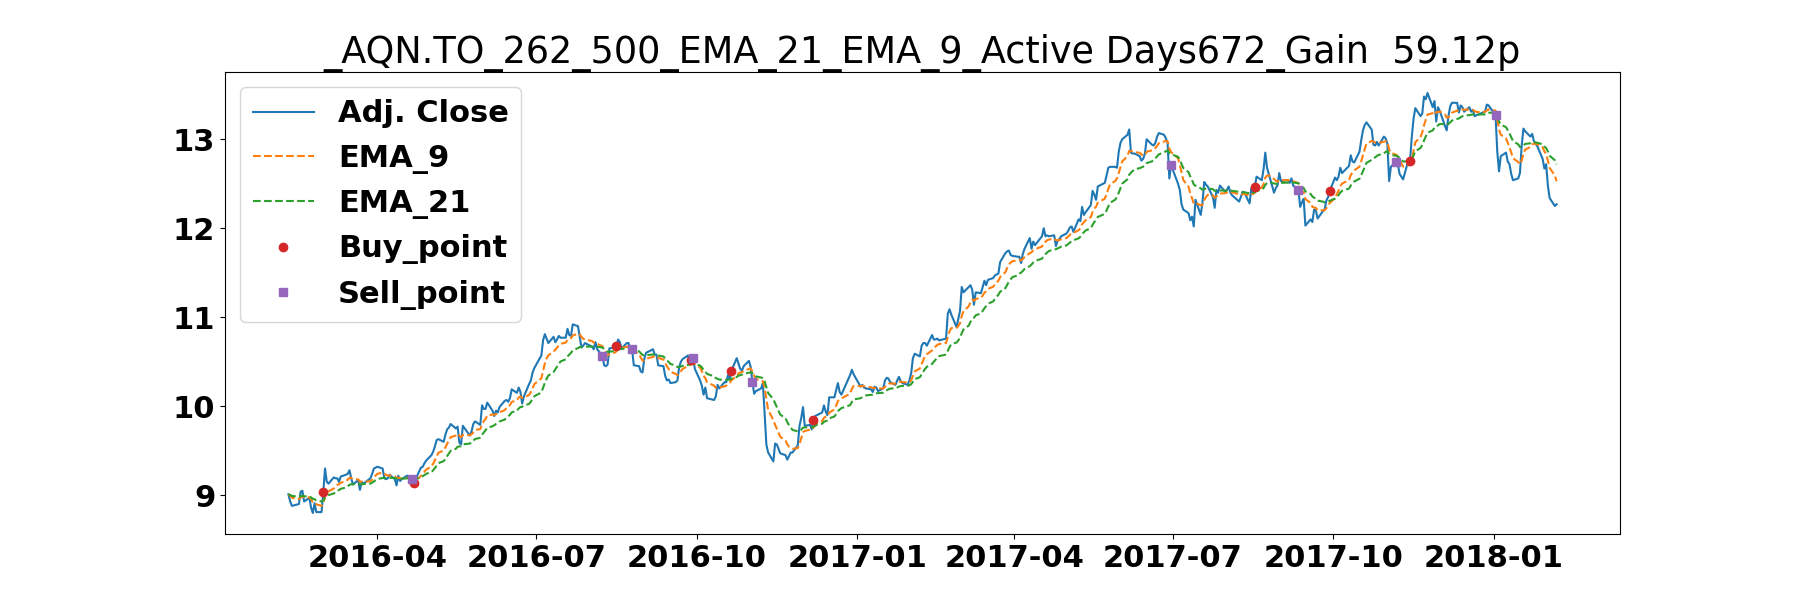 _AQN.TO_262_500_EMA_21_EMA_9_Active Days672_Gain  59.12p
Adj. Close
EMA_9
EMA_21
Buy_point
Sell_point
13
12
11
10
9
2016-04 2016-07 2016-10 2017-01 2017-04 2017-07 2017-10 2018-01